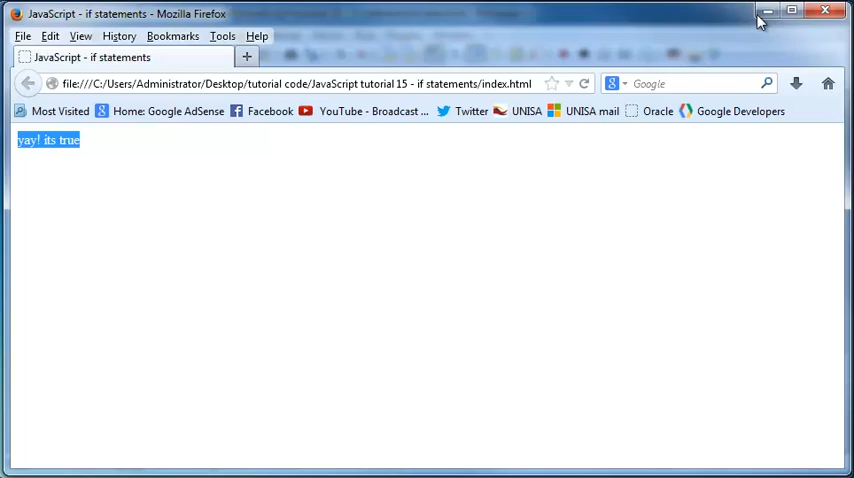 JavaScript - if statements - Mozilla Firefox
File Edit View History Bookmarks Tools Help
JavaScript - if statements
file:///C:/Users/Administrator/Desktop/tutorial code/JavaScript tutorial 15 - if statements/index.html Google
Most Visited Home: Google AdSense Facebook YouTube - Broadcast ... Twitter UNISA UNISA mail Oracle Google Developers
yay! its true